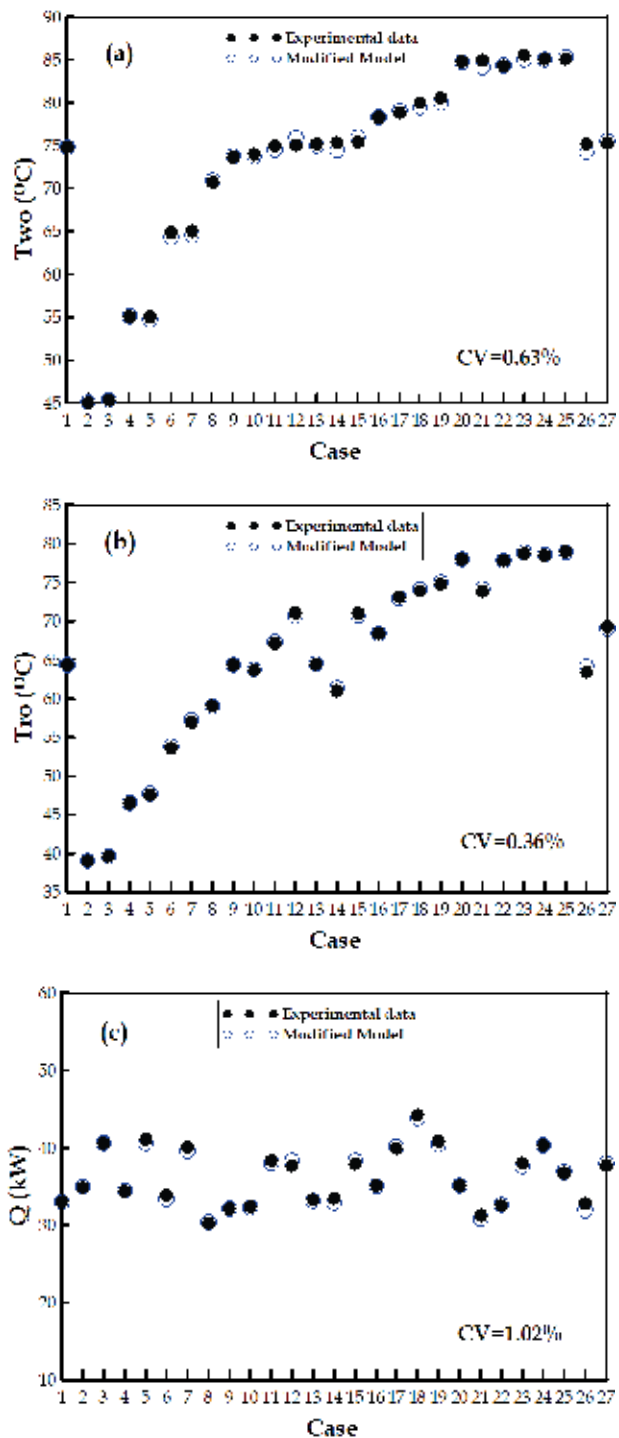 90
(a)
Experimental data
Modified Model
85
80
75
70
65
60
55
50
45
Two (°C)
CV=0.63%
1 2 3 4 5 6 7 8 9 10 11 12 13 14 15 16 17 18 19 20 21 22 23 24 25 26 27
Case
85
(b)
Experimental data
Modified Model
80
75
70
65
60
55
50
45
40
35
Tro (°C)
CV=0.36%
1 2 3 4 5 6 7 8 9 10 11 12 13 14 15 16 17 18 19 20 21 22 23 24 25 26 27
Case
60
(c)
Experimental data
Modified Model
50
40
30
20
10
Q (kW)
CV=1.02%
1 2 3 4 5 6 7 8 9 10 11 12 13 14 15 16 17 18 19 20 21 22 23 24 25 26 27
Case